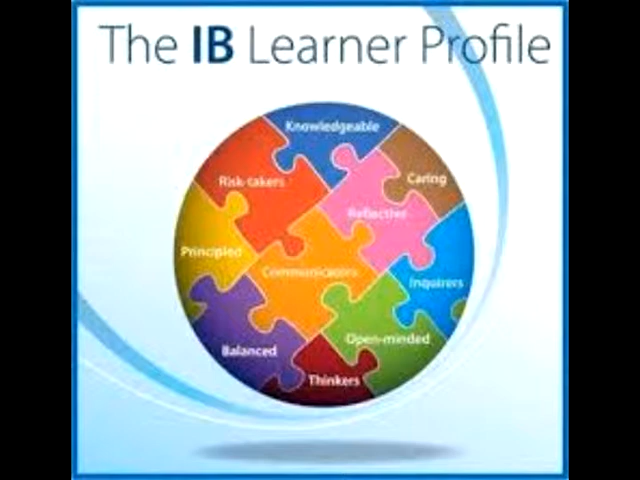 The IB Learner Profile
Knowledgeable
Caring
Risk-takers
Reflective
Principled
Communicators
Inquirers
Open-minded
Balanced
Thinkers